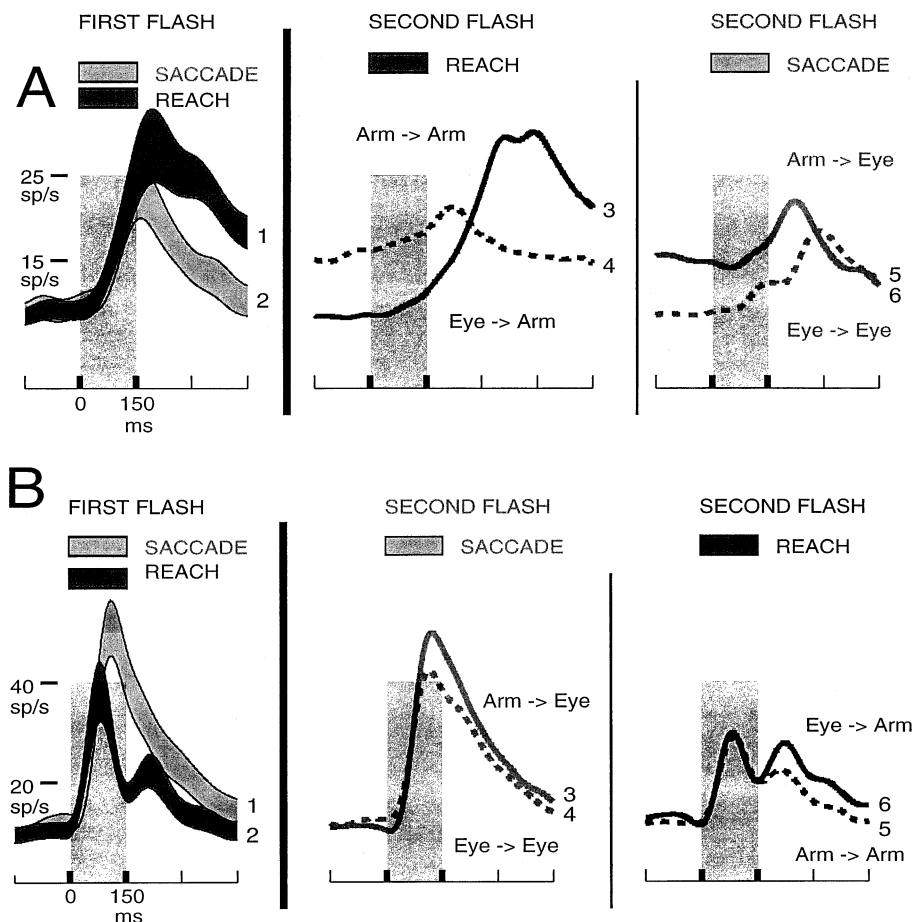 A
FIRST FLASH
SACCADE
REACH
25
sp/s
15
sp/s
1
2
0 150
ms
SECOND FLASH
REACH
Arm -> Arm
3
4
Eye -> Arm
SECOND FLASH
SACCADE
Arm -> Eye
5
6
Eye -> Eye
B
FIRST FLASH
SACCADE
REACH
40
sp/s
20
sp/s
1
2
0 150
ms
SECOND FLASH
SACCADE
Arm -> Eye
3
4
Eye -> Eye
SECOND FLASH
REACH
Eye -> Arm
6
5
Arm -> Arm